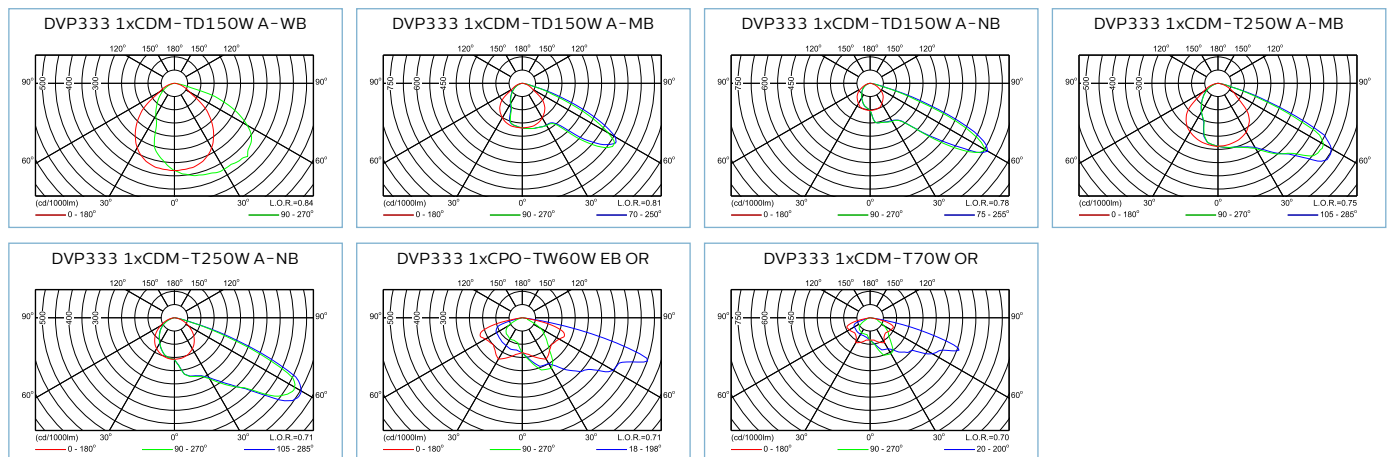 DVP333 1xCDM-TD150W A-WB
120° 150° 180° 150° 120°
90° 500 400 300 90°
60° 60°
(cd/1000lm) 30° 0° 30° L.O.R.=0.84
0 - 180° 90 - 270°
DVP333 1xCDM-TD150W A-MB
120° 150° 180° 150° 120°
90° 750 600 450 90°
60° 60°
(cd/1000lm) 30° 0° 30° L.O.R.=0.81
0 - 180° 90 - 270° 70 - 250°
DVP333 1xCDM-TD150W A-NB
120° 150° 180° 150° 120°
90° 750 600 450 90°
60° 60°
(cd/1000lm) 30° 0° 30° L.O.R.=0.78
0 - 180° 90 - 270° 75 - 255°
DVP333 1xCDM-T250W A-MB
120° 150° 180° 150° 120°
90° 500 400 300 90°
60° 60°
(cd/1000lm) 30° 0° 30° L.O.R.=0.75
0 - 180° 90 - 270° 105 - 285°
DVP333 1xCDM-T250W A-NB
120° 150° 180° 150° 120°
90° 500 400 300 90°
60° 60°
(cd/1000lm) 30° 0° 30° L.O.R.=0.71
0 - 180° 90 - 270° 105 - 285°
DVP333 1xCPO-TW60W EB OR
120° 150° 180° 150° 120°
90° 500 400 300 90°
60° 60°
(cd/1000lm) 30° 0° 30° L.O.R.=0.71
0 - 180° 90 - 270° 18 - 198°
DVP333 1xCDM-T70W OR
120° 150° 180° 150° 120°
90° 750 600 450 90°
60° 60°
(cd/1000lm) 30° 0° 30° L.O.R.=0.70
0 - 180° 90 - 270° 20 - 200°